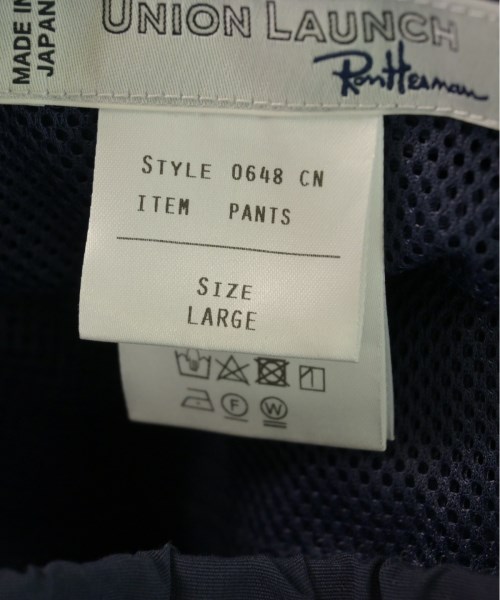 MADE IN
JAPAN
UNION LAUNCH
Ron Herman
STYLE 0648 CN
ITEM PANTS
SIZE
LARGE
F
W